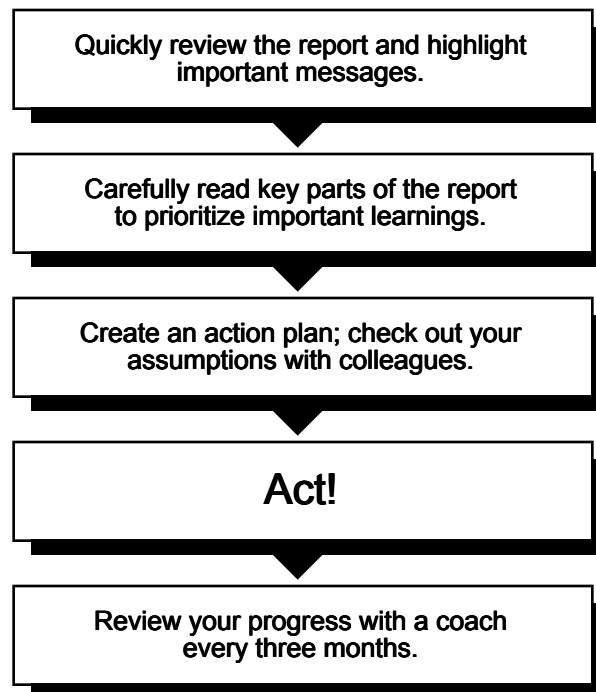 Quickly review the report and highlight
important messages.
Carefully read key parts of the report
to prioritize important learnings.
Create an action plan; check out your
assumptions with colleagues.
Act!
Review your progress with a coach
every three months.